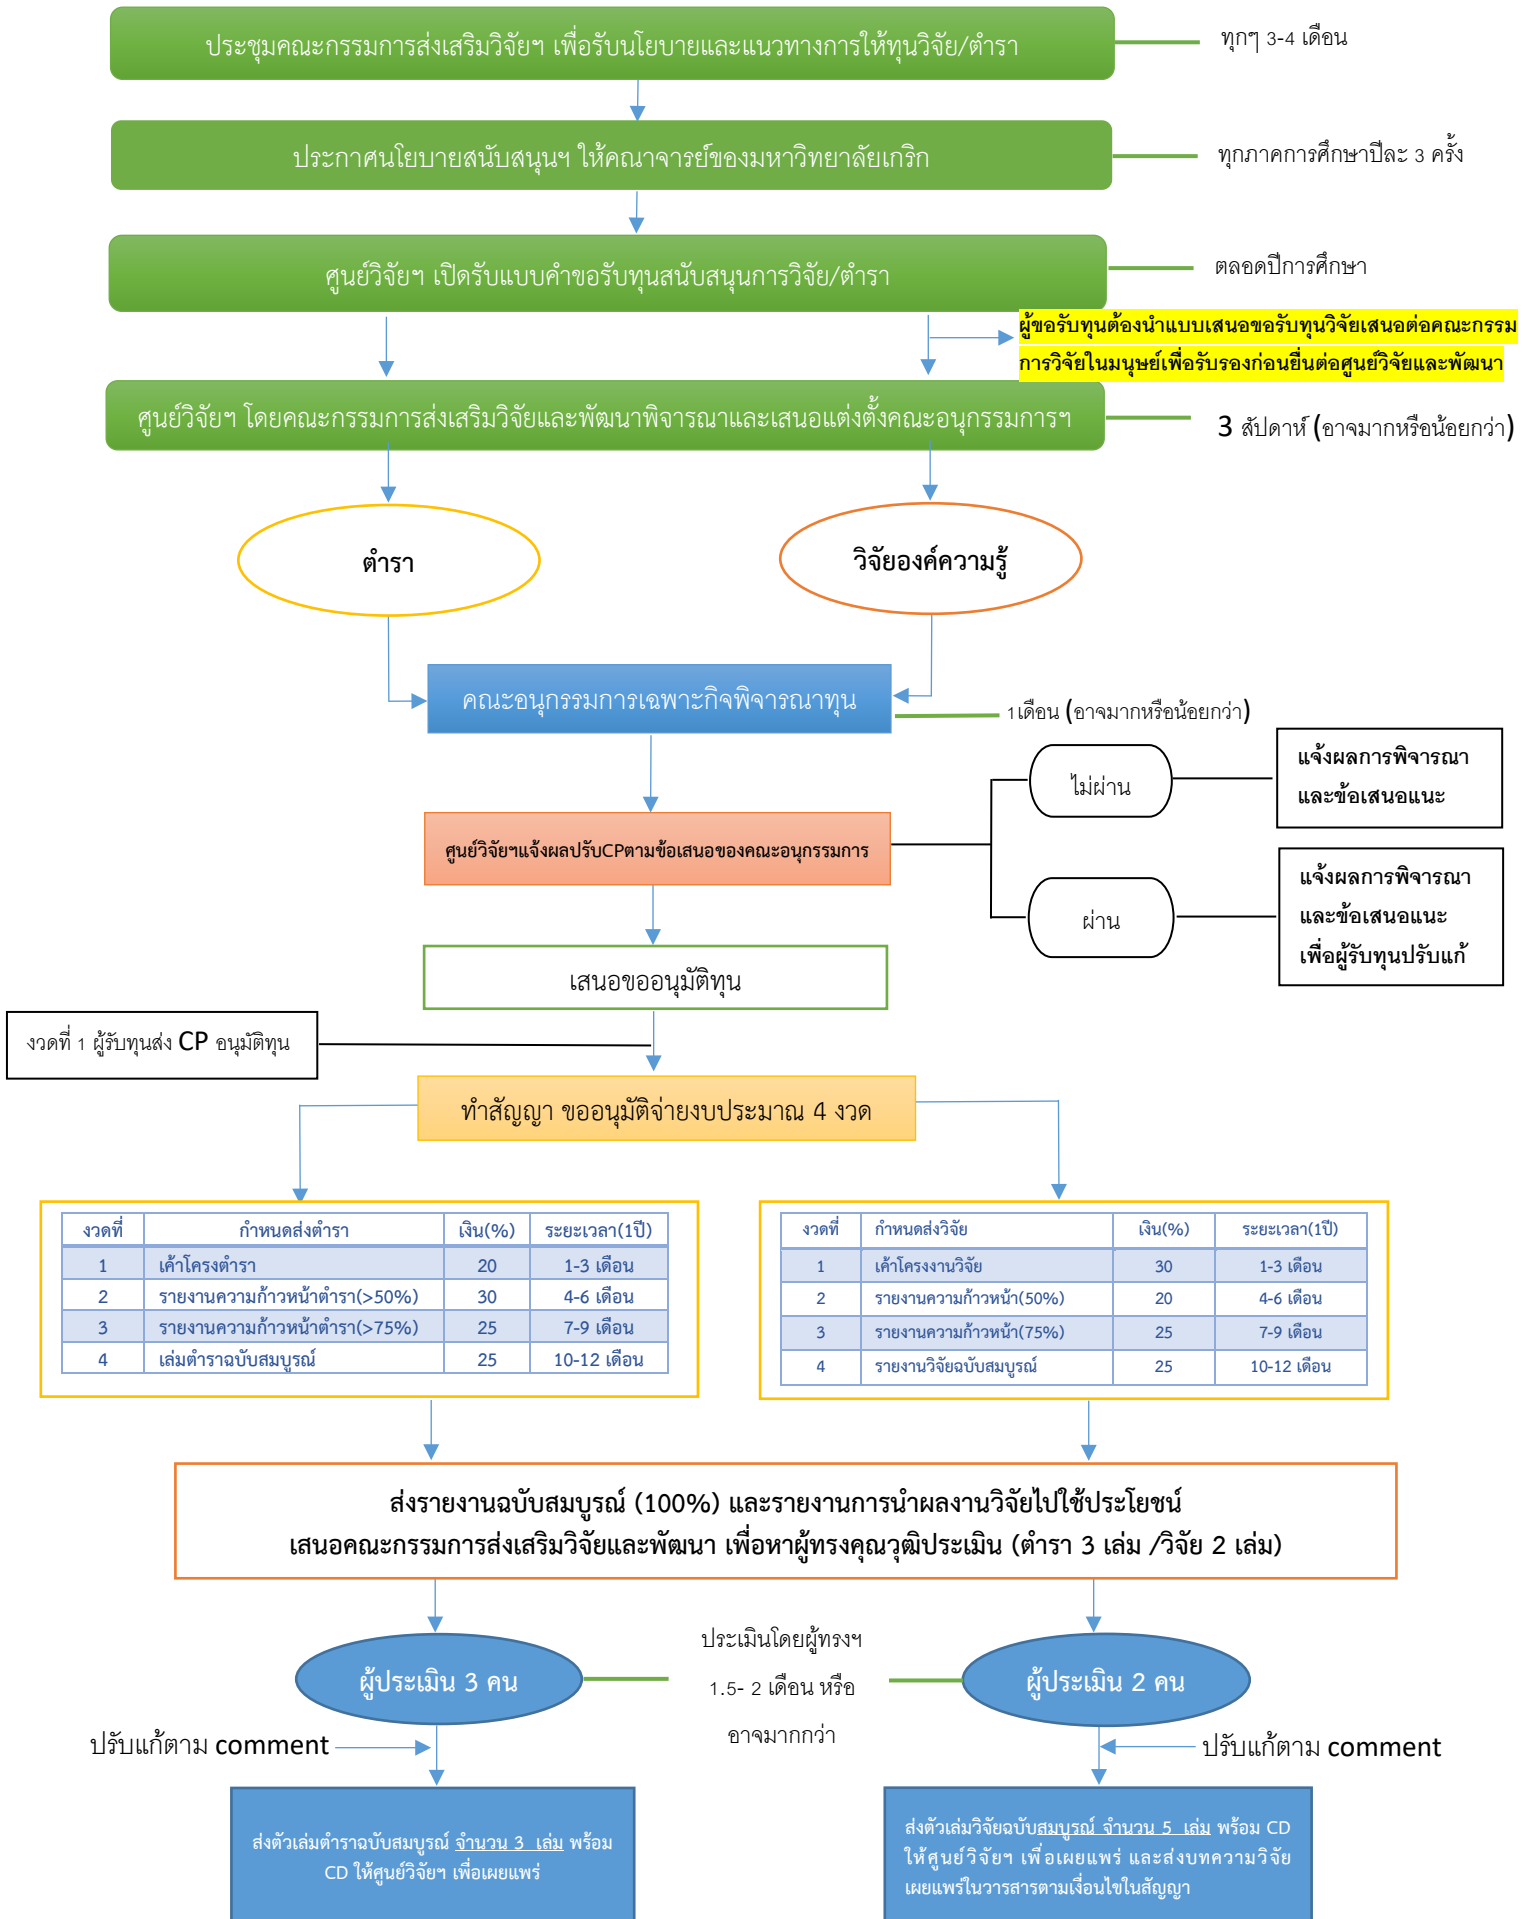 ประชุมคณะกรรมการส่งเสริมวิจัยฯ เพื่อรับนโยบายและแนวทางการให้ทุนวิจัย/ตำรา
ทุกๆ 3-4 เดือน
ประกาศนโยบายสนับสนุนฯ ให้คณาจารย์ของมหาวิทยาลัยเกริก
ทุกภาคการศึกษาปีละ 3 ครั้ง
ศูนย์วิจัยฯ เปิดรับแบบคำขอรับทุนสนับสนุนการวิจัย/ตำรา
ตลอดปีการศึกษา
ผู้ขอรับทุนต้องนำแบบเสนอขอรับทุนวิจัยเสนอต่อคณะกรรม
การวิจัยในมนุษย์เพื่อรับรองก่อนยื่นต่อศูนย์วิจัยและพัฒนา
ศูนย์วิจัยฯ โดยคณะกรรมการส่งเสริมวิจัยและพัฒนาพิจารณาและเสนอแต่งตั้งคณะอนุกรรมการฯ
3 สัปดาห์ (อาจมากหรือน้อยกว่า)
ตำรา
วิจัยองค์ความรู้
คณะอนุกรรมการเฉพาะกิจพิจารณาทุน
1เดือน (อาจมากหรือน้อยกว่า)
ไม่ผ่าน
แจ้งผลการพิจารณา
และข้อเสนอแนะ
ศูนย์วิจัยฯแจ้งผลปรับCPตามข้อเสนอของคณะอนุกรรมการ
ผ่าน
แจ้งผลการพิจารณา
และข้อเสนอแนะ
เพื่อผู้รับทุนปรับแก้
เสนอขออนุมัติทุน
งวดที่ 1 ผู้รับทุนส่ง CP อนุมัติทุน
ทำสัญญา ขออนุมัติจ่ายงบประมาณ 4 งวด
งวดที่ กำหนดส่งตำรา เงิน(%) ระยะเวลา(1ปี)
1 เค้าโครงตำรา 20 1-3 เดือน
2 รายงานความก้าวหน้าตำรา(>50%) 30 4-6 เดือน
3 รายงานความก้าวหน้าตำรา(>75%) 25 7-9 เดือน
4 เล่มตำราฉบับสมบูรณ์ 25 10-12 เดือน
งวดที่ กำหนดส่งวิจัย เงิน(%) ระยะเวลา(1ปี)
1 เค้าโครงงานวิจัย 30 1-3 เดือน
2 รายงานความก้าวหน้า(50%) 20 4-6 เดือน
3 รายงานความก้าวหน้า(75%) 25 7-9 เดือน
4 รายงานวิจัยฉบับสมบูรณ์ 25 10-12 เดือน
ส่งรายงานฉบับสมบูรณ์ (100%) และรายงานการนำผลงานวิจัยไปใช้ประโยชน์
เสนอคณะกรรมการส่งเสริมวิจัยและพัฒนา เพื่อหาผู้ทรงคุณวุฒิประเมิน (ตำรา 3 เล่ม /วิจัย 2 เล่ม)
ผู้ประเมิน 3 คน
ประเมินโดยผู้ทรงฯ
1.5- 2 เดือน หรือ
อาจมากกว่า
ผู้ประเมิน 2 คน
ปรับแก้ตาม comment
ปรับแก้ตาม comment
ส่งตัวเล่มตำราฉบับสมบูรณ์ จำนวน 3 เล่ม พร้อม
CD ให้ศูนย์วิจัยฯ เพื่อเผยแพร่
ส่งตัวเล่มวิจัยฉบับสมบูรณ์ จำนวน 5 เล่ม พร้อม CD
ให้ศูนย์วิจัยฯ เพื่อเผยแพร่ และส่งบทความวิจัย
เผยแพร่ในวารสารตามเงื่อนไขในสัญญา